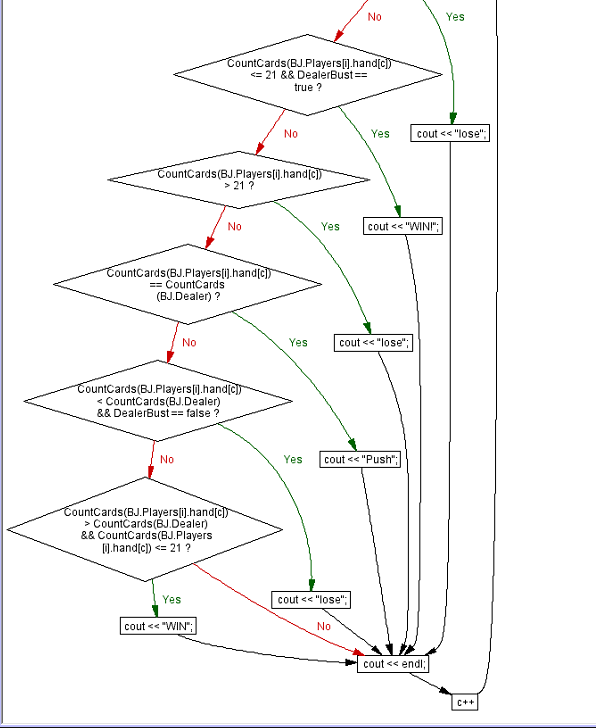 No
Yes
CountCards(BJ.Players[i].hand[c])
<= 21 && DealerBust ==
true ?
cout << "lose";
No
Yes
CountCards(BJ.Players[i].hand[c])
> 21 ?
cout << "WIN!";
No
Yes
CountCards(BJ.Players[i].hand[c])
== CountCards
(BJ.Dealer) ?
cout << "lose";
No
Yes
CountCards(BJ.Players[i].hand[c])
< CountCards(BJ.Dealer)
&& DealerBust == false ?
cout << "Push";
No
Yes
CountCards(BJ.Players[i].hand[c])
> CountCards(BJ.Dealer)
&& CountCards(BJ.Players
[i].hand[c]) <= 21 ?
cout << "lose";
Yes
No
cout << "WIN";
cout << endl;
c++